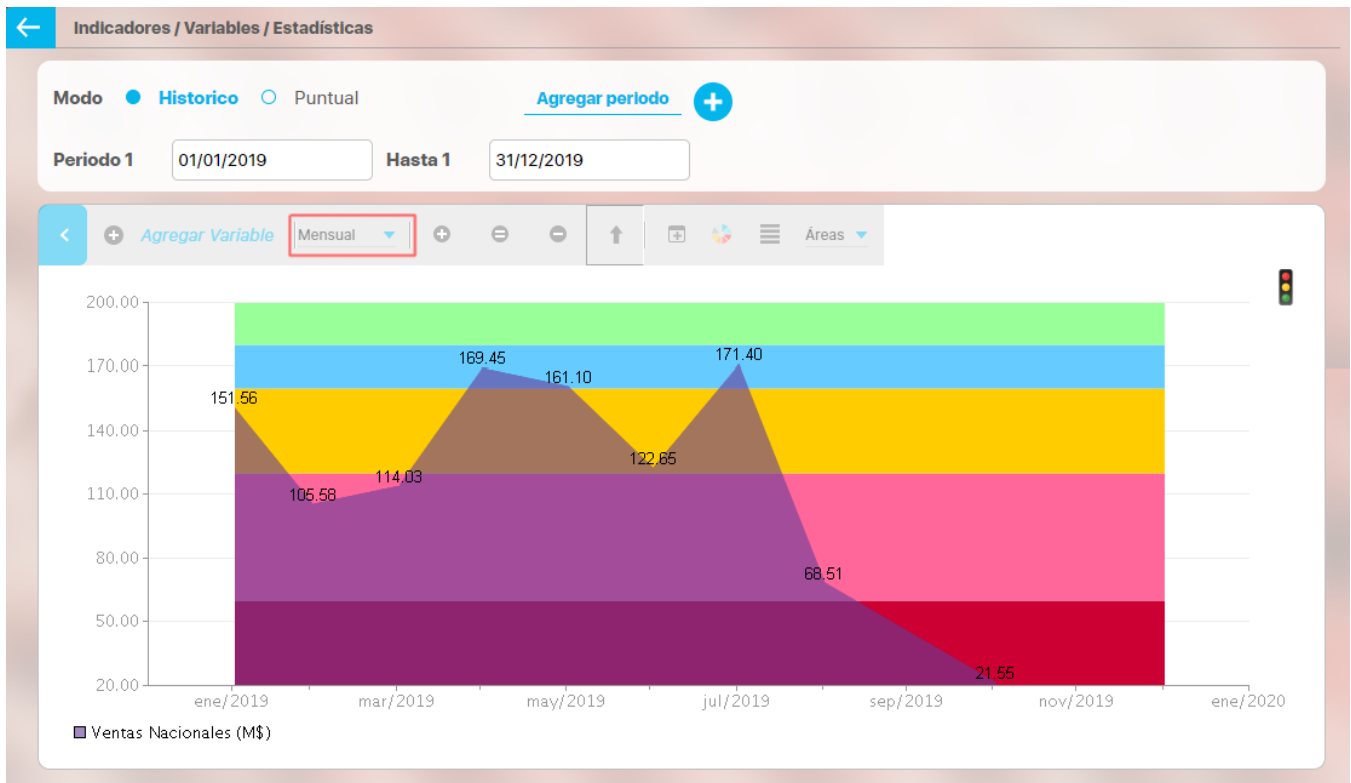 Indicadores / Variables / Estadísticas
Modo Historico Puntual Agregar periodo
Periodo 1 01/01/2019 Hasta 1 31/12/2019
Agregar Variable Mensual Áreas
200.00
170.00
140.00
110.00
80.00
50.00
20.00
151.56
105.58
114.03
169.45
161.10
122.65
171.40
68.51
21.55
ene/2019 mar/2019 may/2019 jul/2019 sep/2019 nov/2019 ene/2020
Ventas Nacionales (M$)